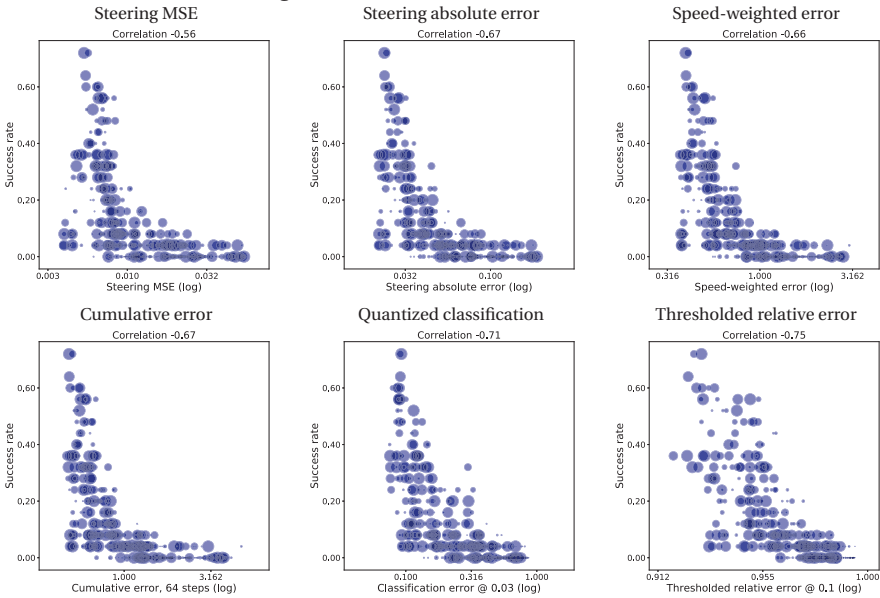 Steering MSE
Correlation -0.56
Success rate
0.60
0.40
0.20
0.00
0.003
0.010
0.032
Steering MSE (log)
Steering absolute error
Correlation -0.67
Success rate
0.60
0.40
0.20
0.00
0.032
0.100
Steering absolute error (log)
Speed-weighted error
Correlation -0.66
Success rate
0.60
0.40
0.20
0.00
0.316
1.000
3.162
Speed-weighted error (log)
Cumulative error
Correlation -0.67
Success rate
0.60
0.40
0.20
0.00
1.000
3.162
Cumulative error, 64 steps (log)
Quantized classification
Correlation -0.71
Success rate
0.60
0.40
0.20
0.00
0.100
0.316
1.000
Classification error @ 0.03 (log)
Thresholded relative error
Correlation -0.75
Success rate
0.60
0.40
0.20
0.00
0.912
0.955
1.000
Thresholded relative error @ 0.1 (log)